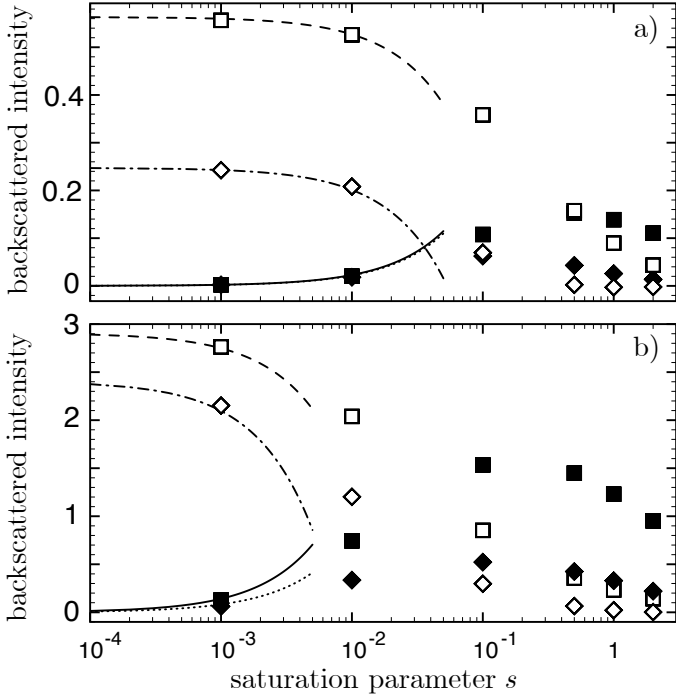 a)
backscattered intensity
0.4
0.2
0
b)
backscattered intensity
3
2
1
0
10⁻⁴ 10⁻³ 10⁻² 10⁻¹ 1
saturation parameter s